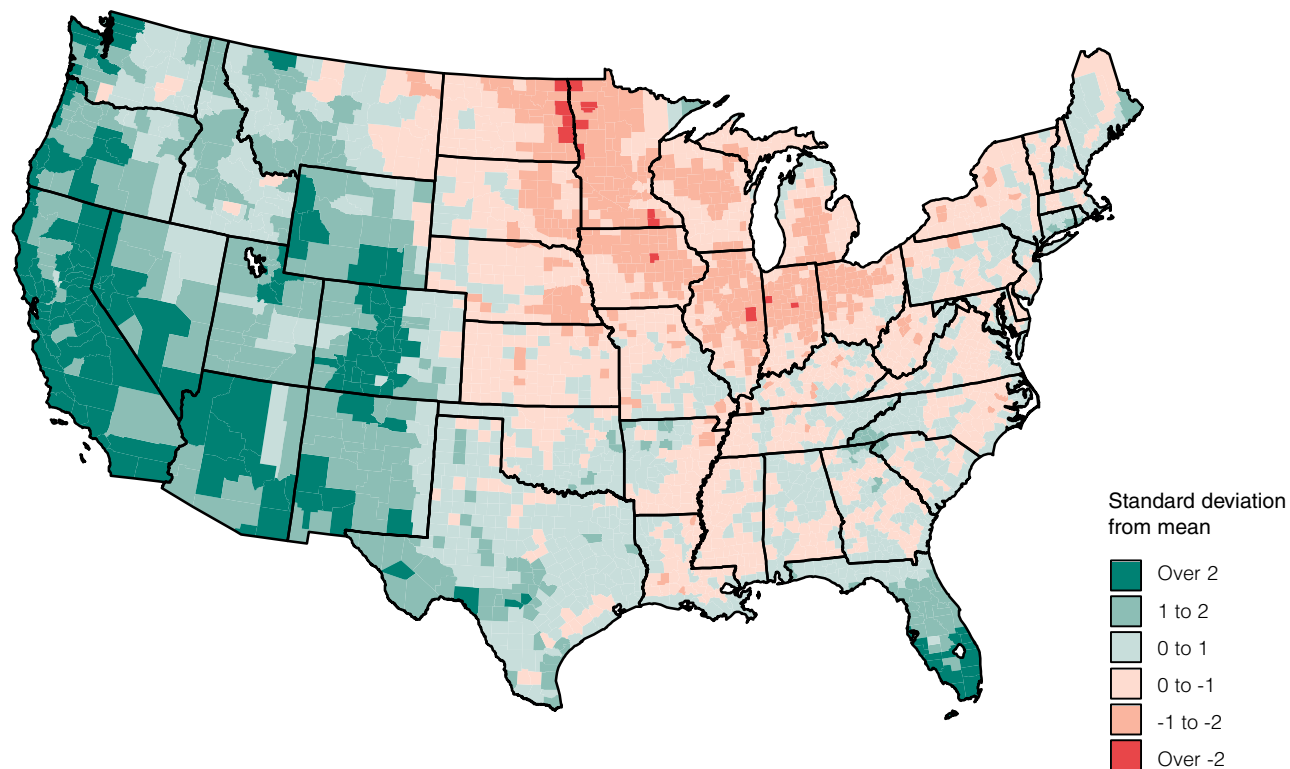 Standard deviation
from mean
Over 2
1 to 2
0 to 1
0 to -1
-1 to -2
Over -2